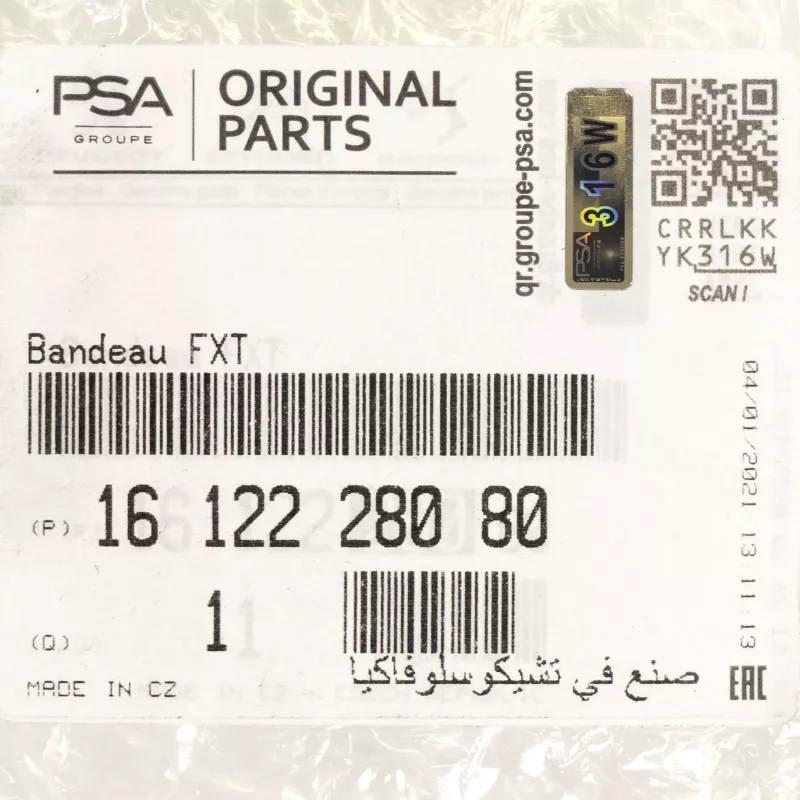 PSA
GROUPE
ORIGINAL
PARTS
qr.groupe-psa.com
316W
PSA
CRRLKK
YK316W
SCAN!
Bandeau FXT
04/01/2021 13:11:13
(P) 16 122 280 80
(Q) 1
MADE IN CZ
صنع في تشيكوسلوفاكيا
EAC